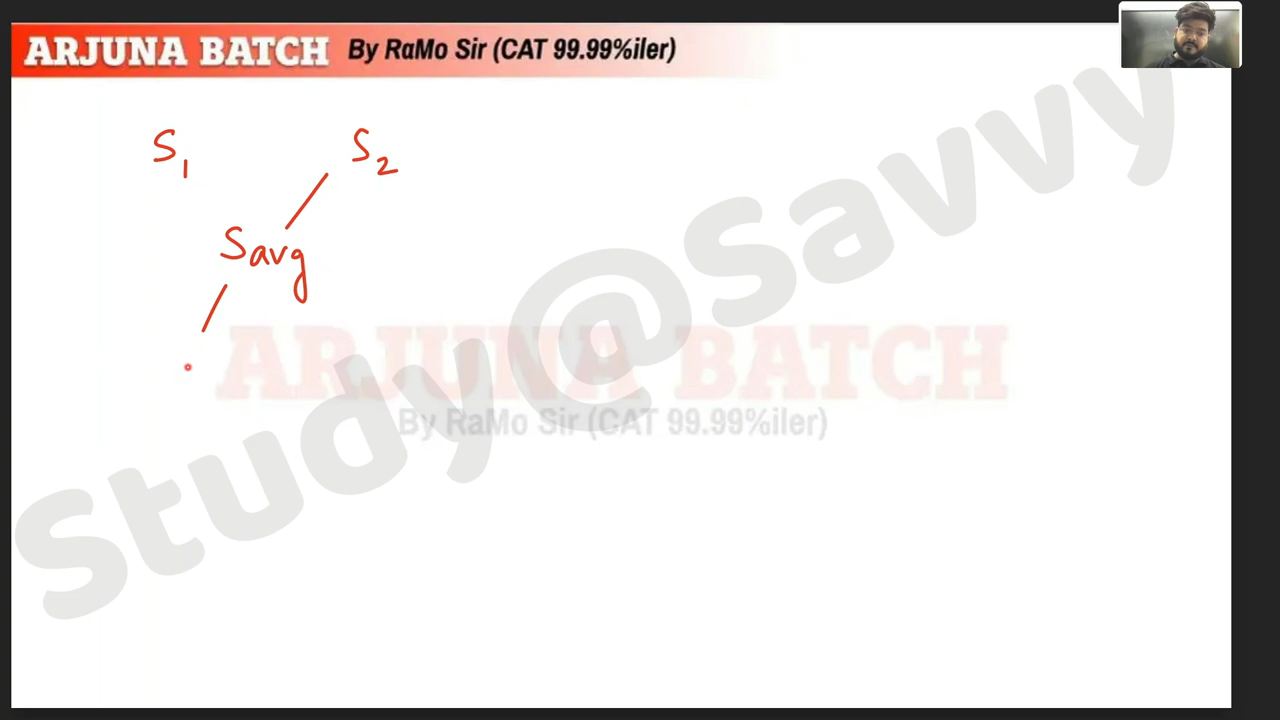 ARJUNA BATCH By RaMo Sir (CAT 99.99%iler)
S1 S2
Savg
Study@Savvy
ARJUNA BATCH
By RaMo Sir (CAT 99.99%iler)